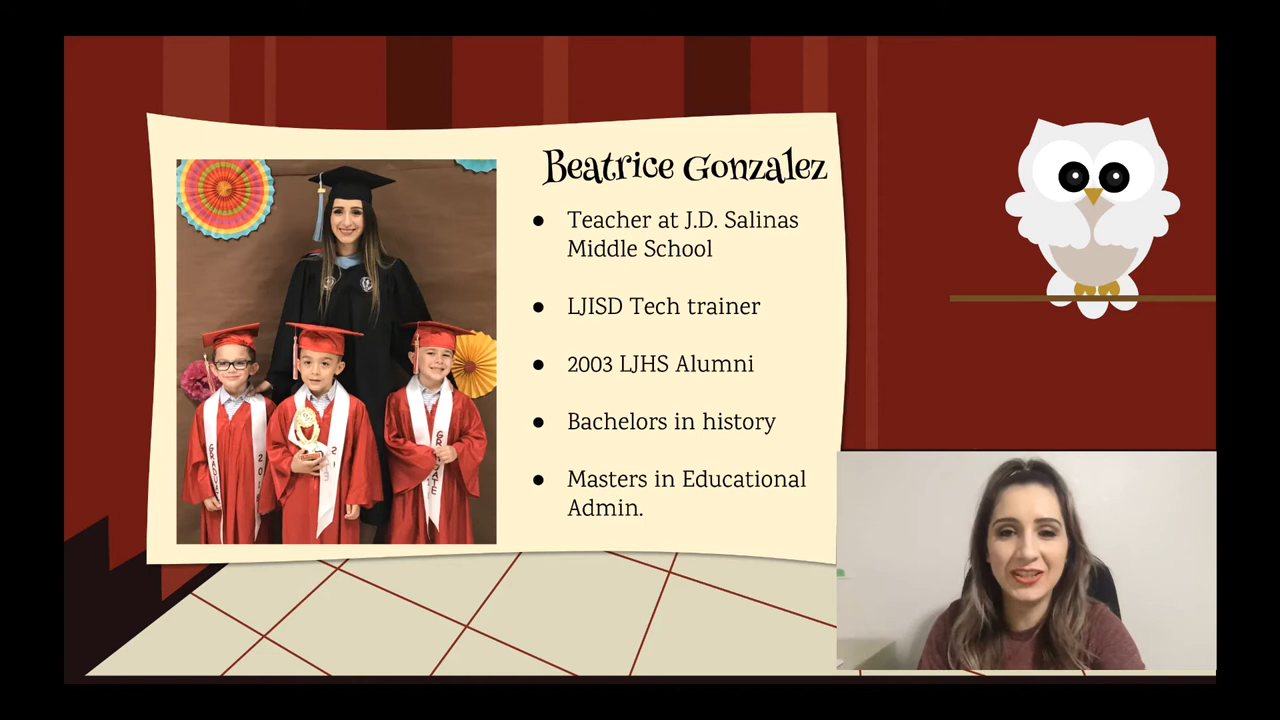 Beatrice Gonzalez
● Teacher at J.D. Salinas
Middle School
● LJISD Tech trainer
● 2003 LJHS Alumni
● Bachelors in history
● Masters in Educational
Admin.